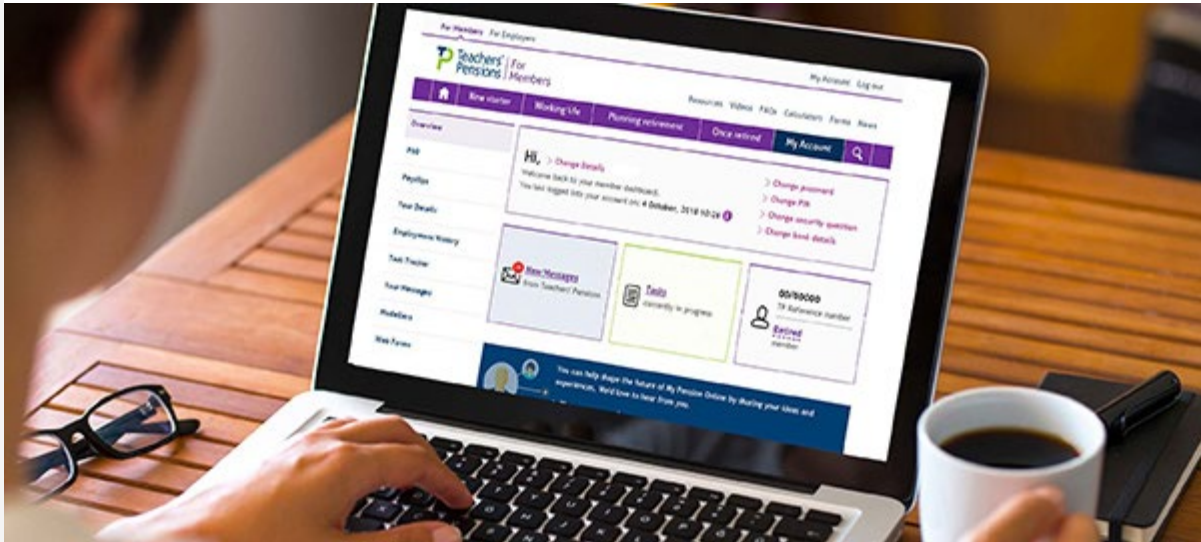 For Members For Employers
My Account Log out
Teachers'
Pensions
For
Members
Resources Videos FAQs Calculators Forms News
New starter Working life Planning retirement Once retired My Account
Overview
PMI
Payslips
Your Details
Employment History
Task Tracker
Your Messages
Modellers
Web Forms
Hi, > Change Details
Welcome back to your member dashboard.
You last logged into your account on: 4 October, 2018
> Change password
> Change PIN
> Change security question
> Change bank details
New Messages
from Teachers' Pension
Tasks
currently in progress
00/00000
TP Reference number
Retired
member
You can help shape the future of My Pension Online by sharing your ideas and
experiences. We'd love to hear from you.